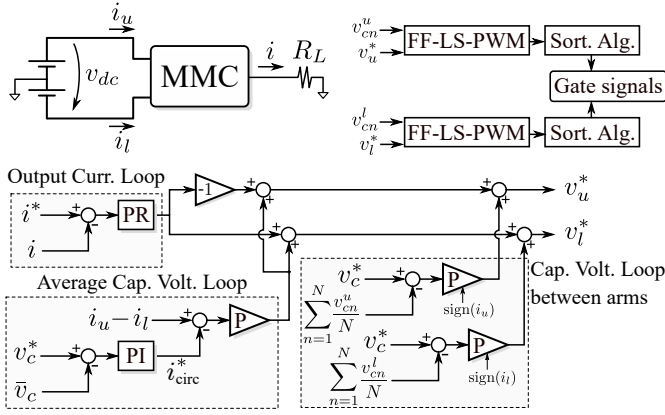 i_u
v_dc
MMC
i
R_L
i_l
v_cn^u
v_u^*
FF-LS-PWM
Sort. Alg.
Gate signals
v_cn^l
v_l^*
FF-LS-PWM
Sort. Alg.
Output Curr. Loop
i^*
+
-
PR
i
-1
+
+
+
+
v_u^*
+
+
+
+
v_l^*
Average Cap. Volt. Loop
i_u−i_l
+
-
P
v_c^*
+
-
PI
i_circ^*
v̅_c
Cap. Volt. Loop
between arms
v_c^*
+
-
P
∑_{n=1}^{N} v_cn^u/N
sign(i_u)
v_c^*
+
-
P
∑_{n=1}^{N} v_cn^l/N
sign(i_l)